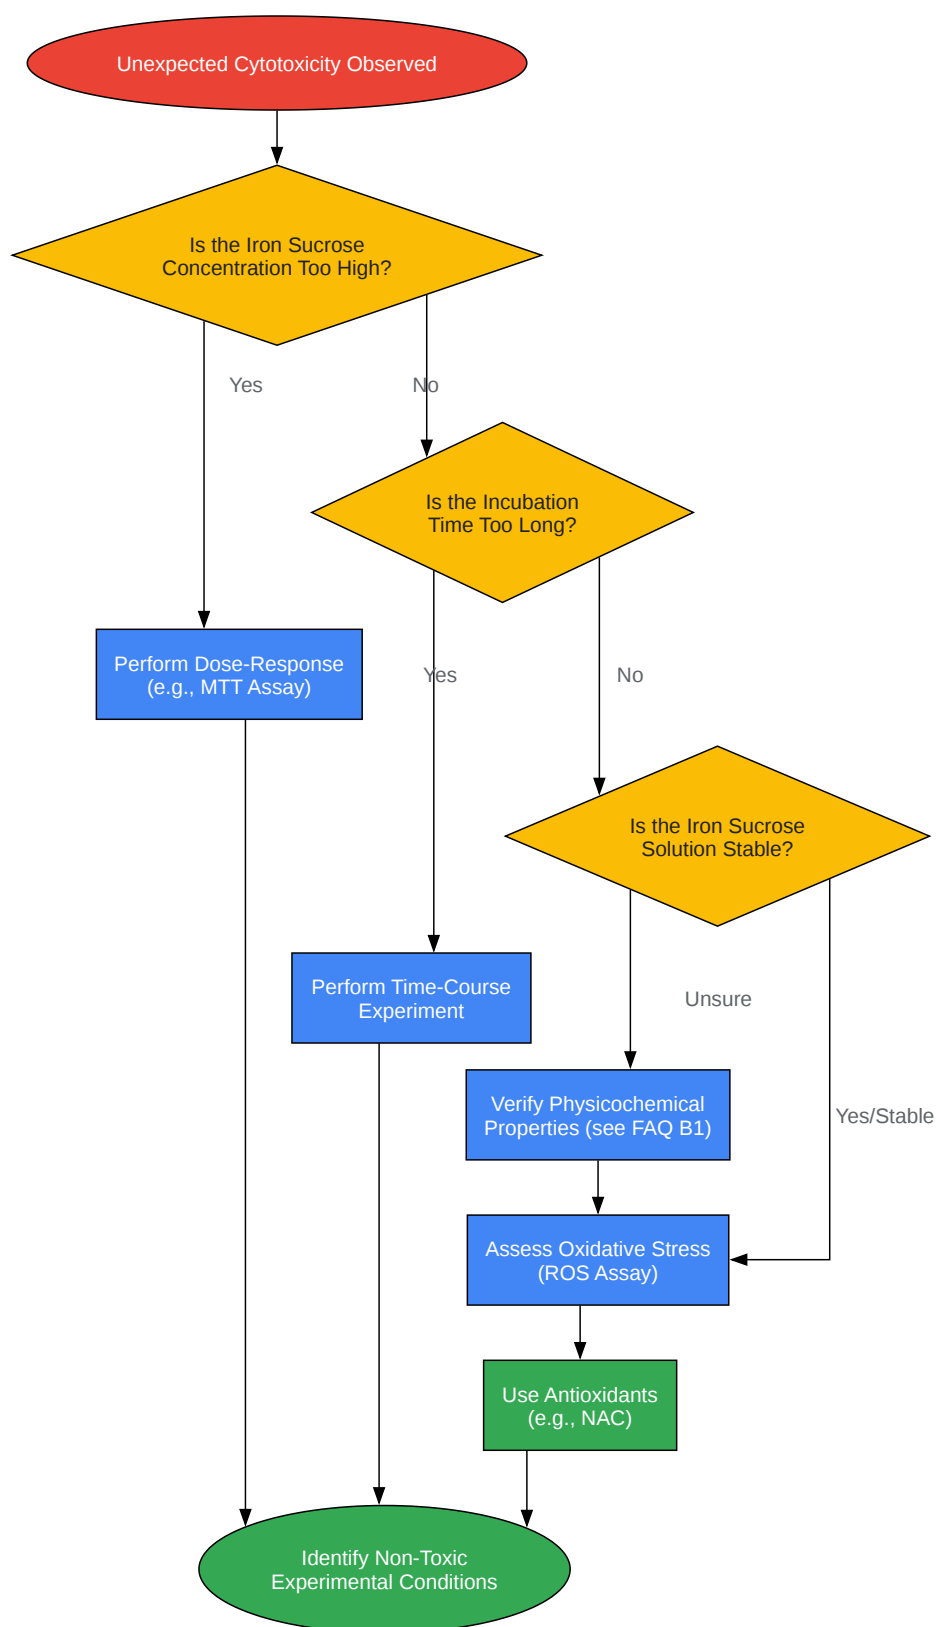 Unexpected Cytotoxicity Observed
Is the Iron Sucrose
Concentration Too High?
Yes
No
Is the Incubation
Time Too Long?
Perform Dose-Response
(e.g., MTT Assay)
Yes
No
Is the Iron Sucrose
Solution Stable?
Perform Time-Course
Experiment
Unsure
Verify Physicochemical
Properties (see FAQ B1)
Yes/Stable
Assess Oxidative Stress
(ROS Assay)
Use Antioxidants
(e.g., NAC)
Identify Non-Toxic
Experimental Conditions